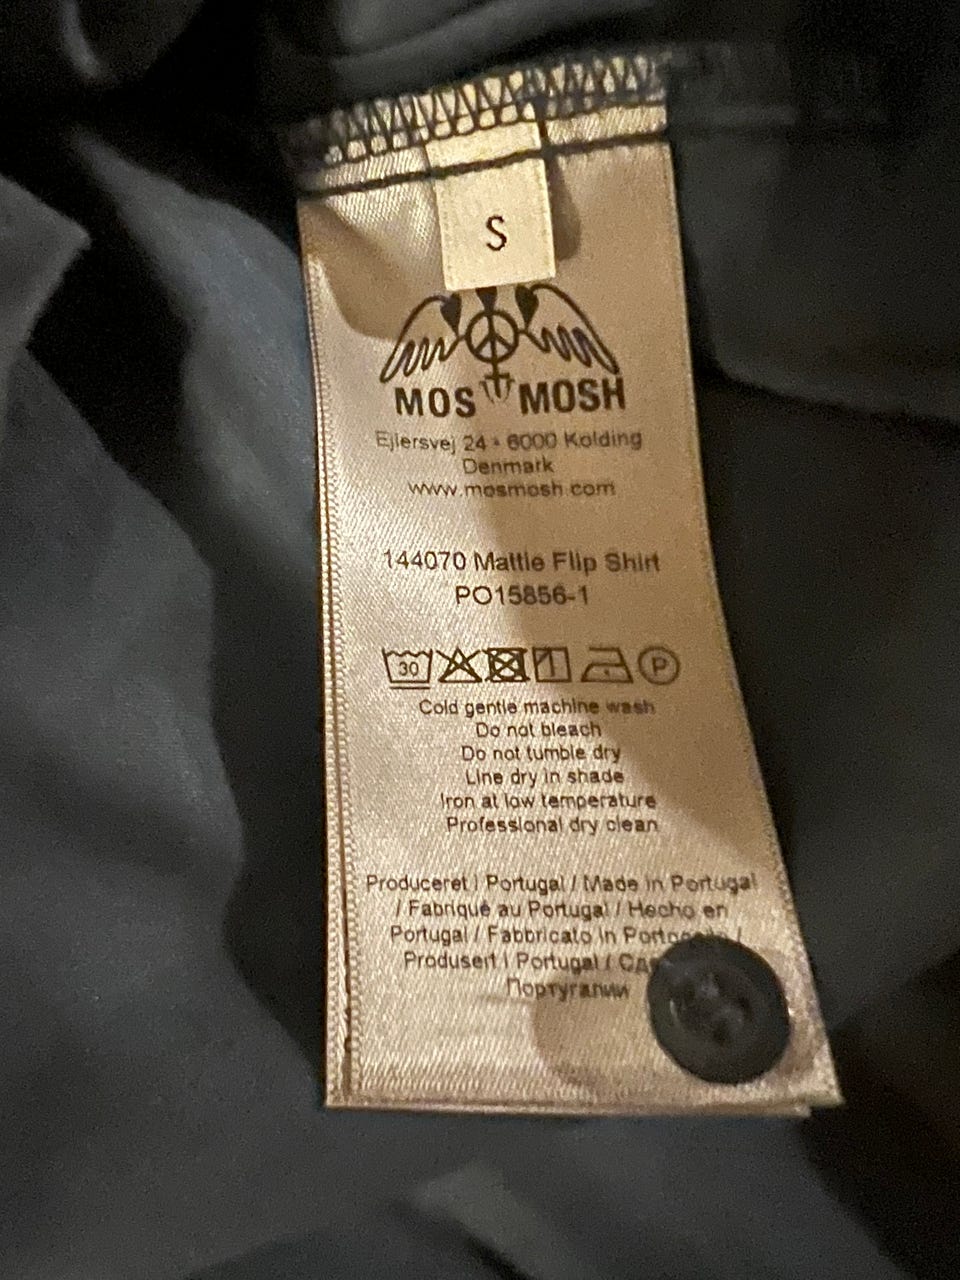 S
MOS MOSH
Ejlersvej 24 • 6000 Kolding
Denmark
www.mosmosh.com
144070 Mattie Flip Shirt
PO15856-1
30 P
Cold gentle machine wash
Do not bleach
Do not tumble dry
Line dry in shade
Iron at low temperature
Professional dry clean
Produceret i Portugal / Made in Portugal
/ Fabriqué au Portugal / Hecho en
Portugal / Fabbricato in /
Produsert i Portugal /
Португалии